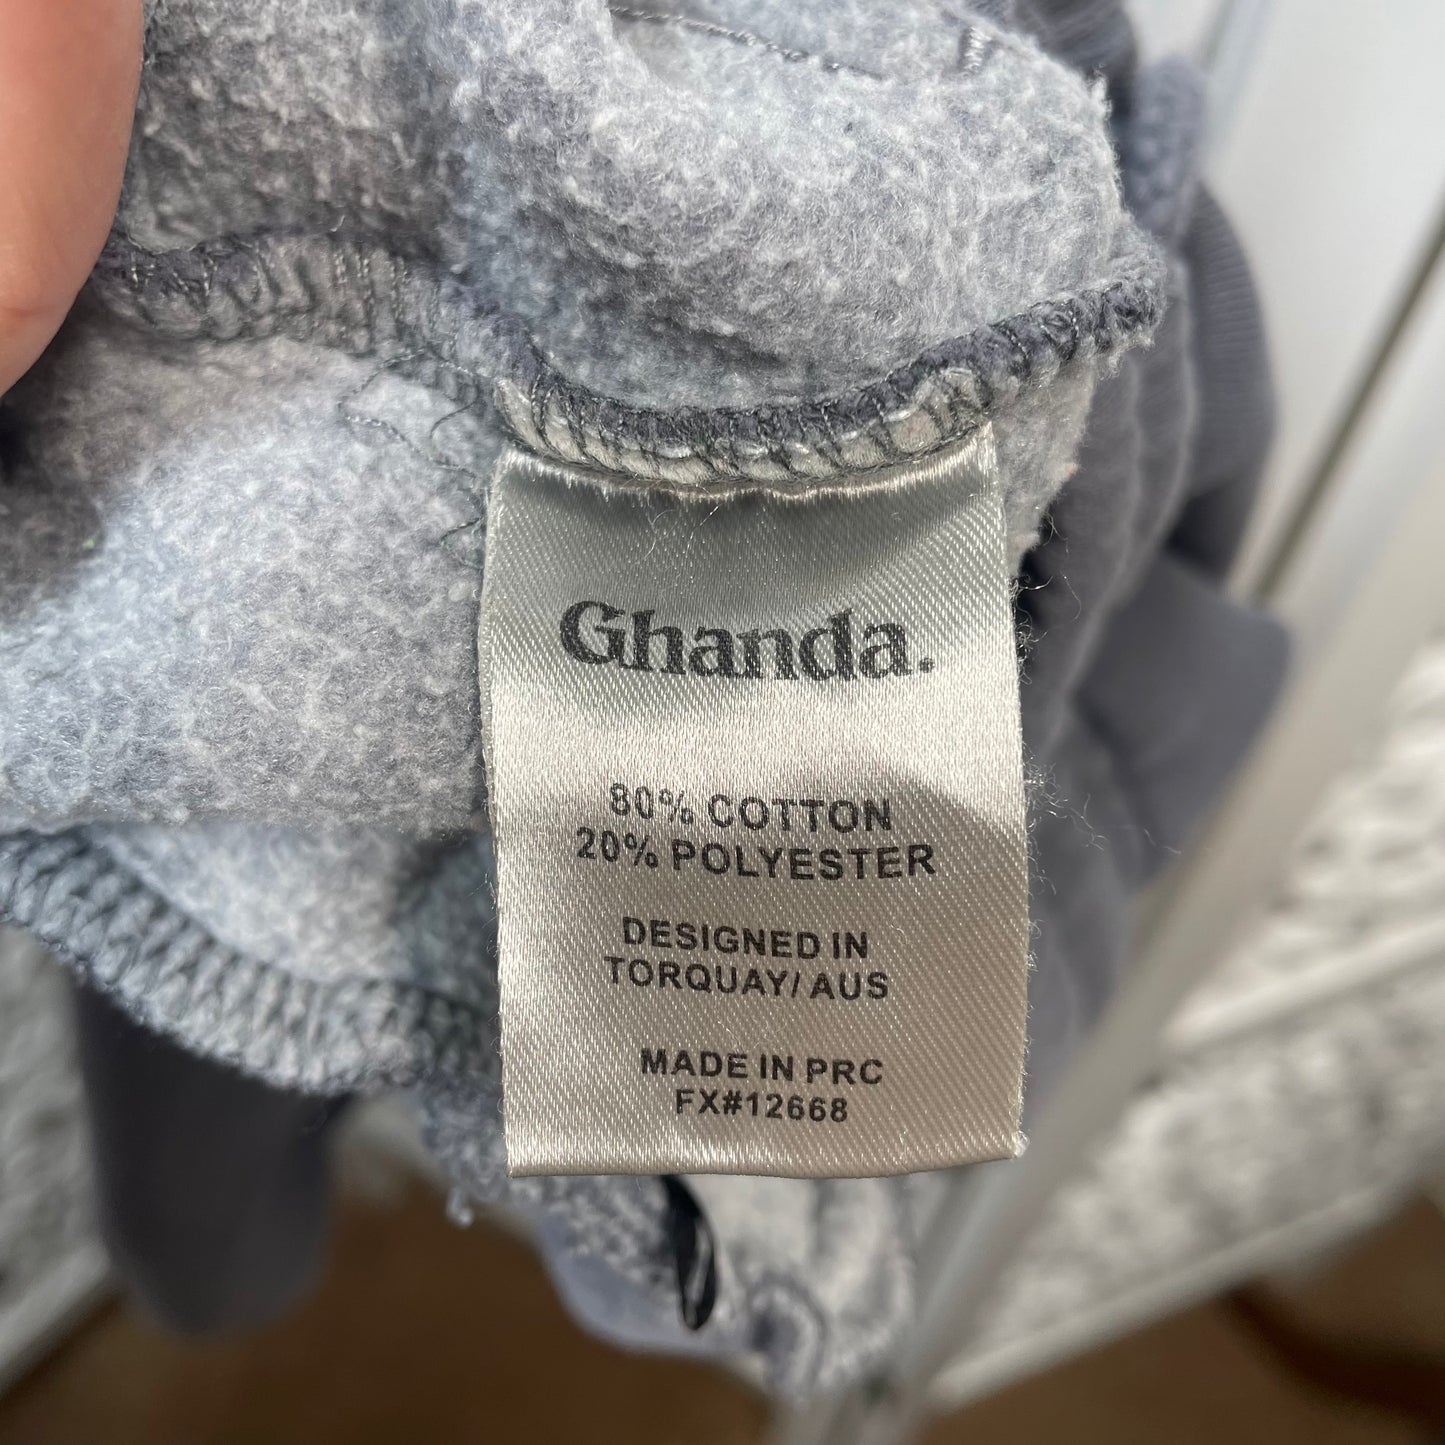 Ghanda.
80% COTTON
20% POLYESTER
DESIGNED IN
TORQUAY/ AUS
MADE IN PRC
FX#12668